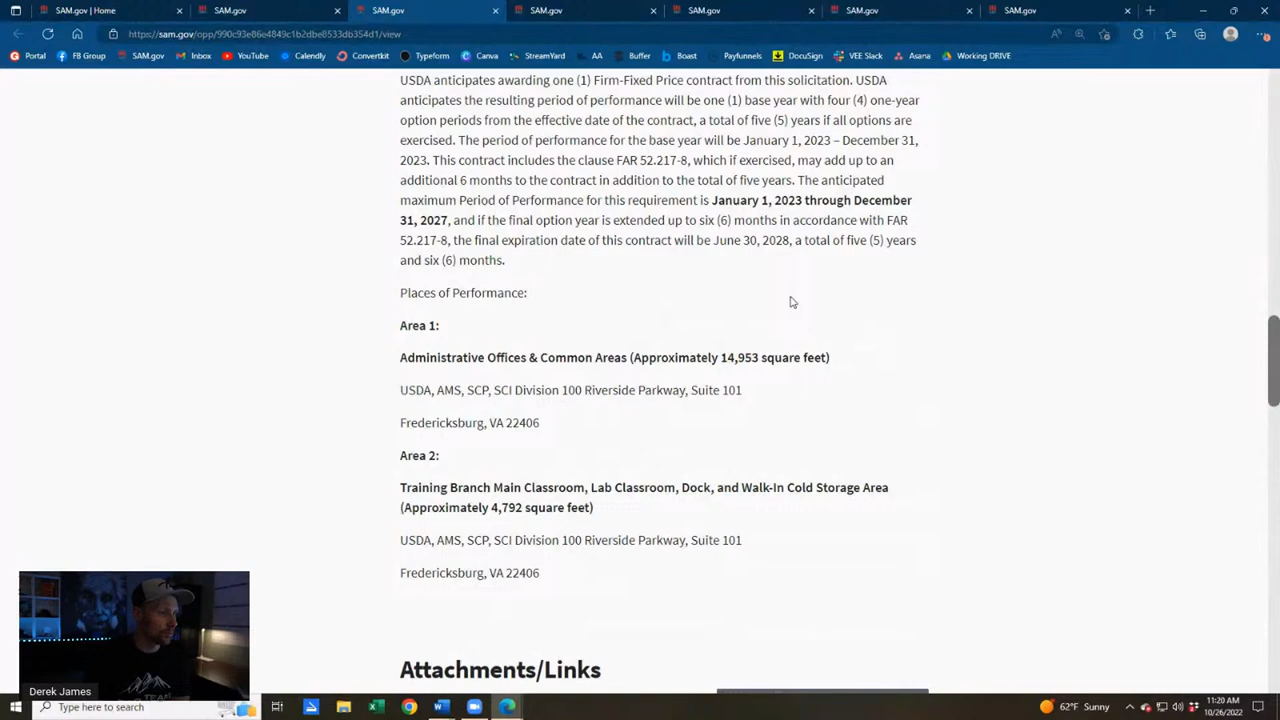 SAM.gov | Home
SAM.gov
SAM.gov
SAM.gov
SAM.gov
SAM.gov
SAM.gov
https://sam.gov/opp/990c93e86e4849c1b2dbe8533db354d1/view
Portal
FB Group
SAM.gov
Inbox
YouTube
Calendly
Convertkit
Typeform
Canva
StreamYard
AA
Buffer
Boast
Payfunnels
DocuSign
VEE Slack
Asana
Working DRIVE
USDA anticipates awarding one (1) Firm-Fixed Price contract from this solicitation. USDA
anticipates the resulting period of performance will be one (1) base year with four (4) one-year
option periods from the effective date of the contract, a total of five (5) years if all options are
exercised. The period of performance for the base year will be January 1, 2023 – December 31,
2023. This contract includes the clause FAR 52.217-8, which if exercised, may add up to an
additional 6 months to the contract in addition to the total of five years. The anticipated
maximum Period of Performance for this requirement is January 1, 2023 through December
31, 2027, and if the final option year is extended up to six (6) months in accordance with FAR
52.217-8, the final expiration date of this contract will be June 30, 2028, a total of five (5) years
and six (6) months.
Places of Performance:
Area 1:
Administrative Offices & Common Areas (Approximately 14,953 square feet)
USDA, AMS, SCP, SCI Division 100 Riverside Parkway, Suite 101
Fredericksburg, VA 22406
Area 2:
Training Branch Main Classroom, Lab Classroom, Dock, and Walk-In Cold Storage Area
(Approximately 4,792 square feet)
USDA, AMS, SCP, SCI Division 100 Riverside Parkway, Suite 101
Fredericksburg, VA 22406
Attachments/Links
Derek James
Type here to search
62°F Sunny
11:20 AM
10/26/2022